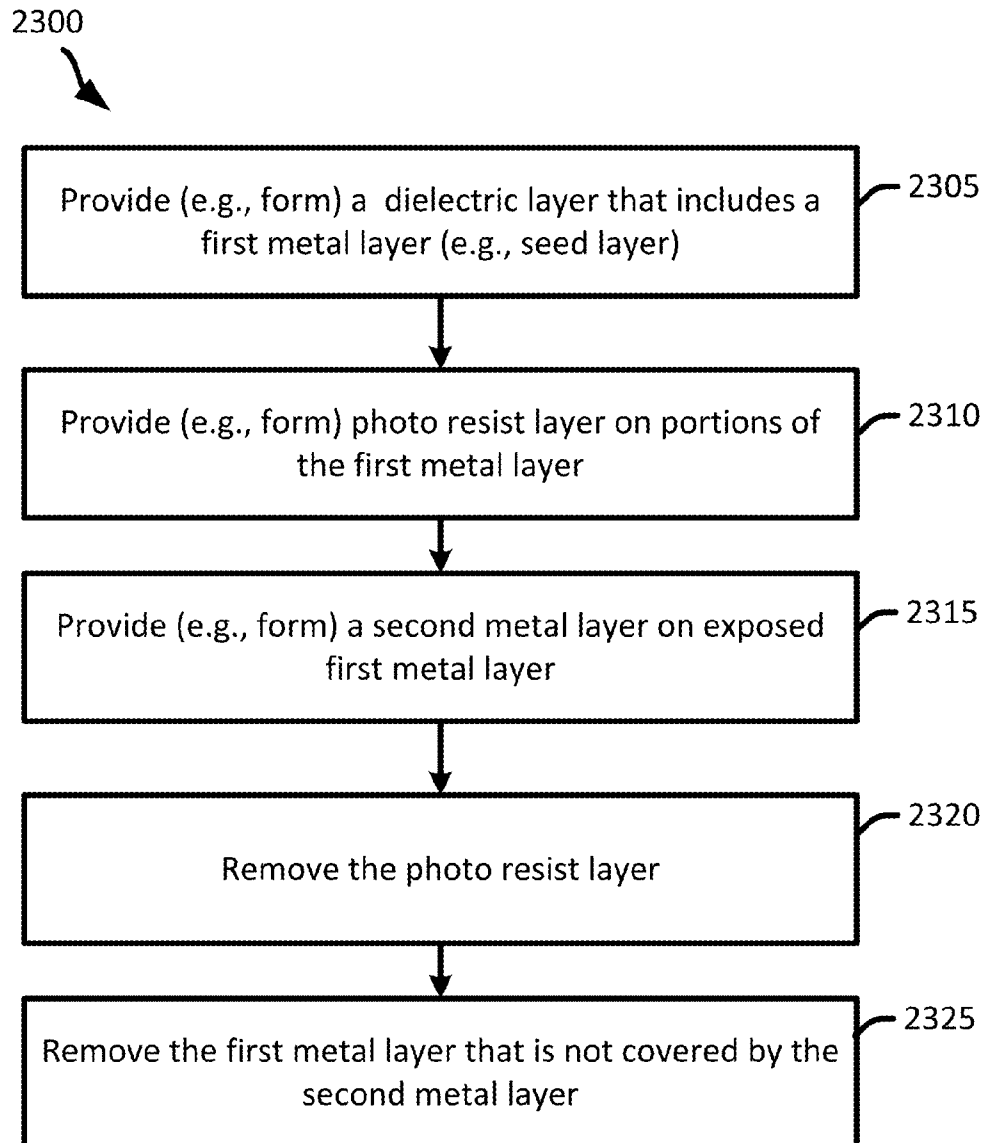 2300
Provide (e.g., form) a dielectric layer that includes a
first metal layer (e.g., seed layer)
2305
Provide (e.g., form) photo resist layer on portions of
the first metal layer
2310
Provide (e.g., form) a second metal layer on exposed
first metal layer
2315
Remove the photo resist layer
2320
Remove the first metal layer that is not covered by the
second metal layer
2325